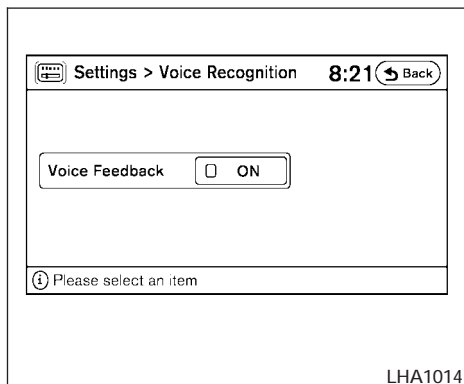 Settings > Voice Recognition 8:21 Back
Voice Feedback ON
i Please select an item
LHA1014